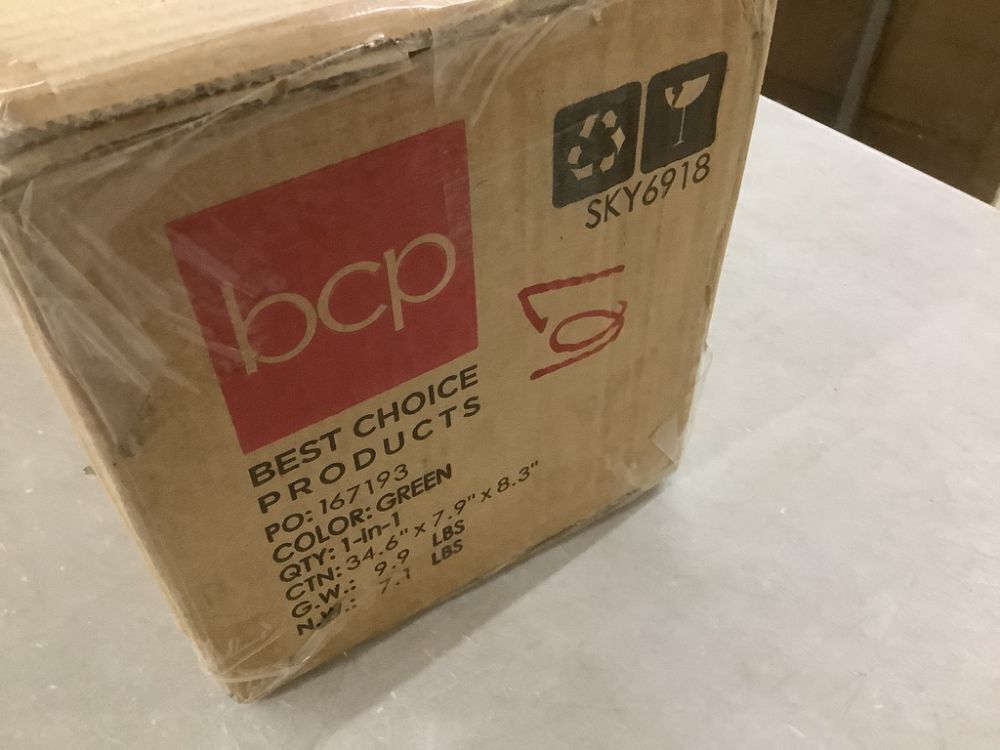 bcp
BEST CHOICE
PRODUCTS
PO: 167193
COLOR: GREEN
QTY: 1-in-1
CTN: 34.6" x 7.9" x 8.3"
G.W.: 9.9 LBS
N.W.: 7.1 LBS
SKY6918